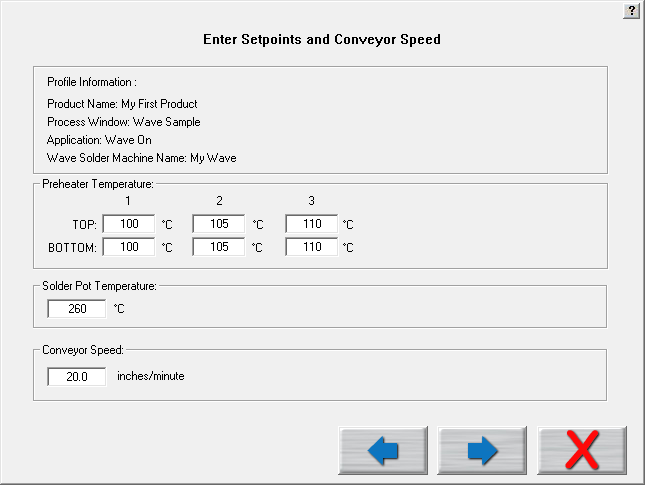 ?
Enter Setpoints and Conveyor Speed
Profile Information :
Product Name: My First Product
Process Window: Wave Sample
Application: Wave On
Wave Solder Machine Name: My Wave
Preheater Temperature:
1 2 3
TOP: 100 °C 105 °C 110 °C
BOTTOM: 100 °C 105 °C 110 °C
Solder Pot Temperature:
260 °C
Conveyor Speed:
20.0 inches/minute